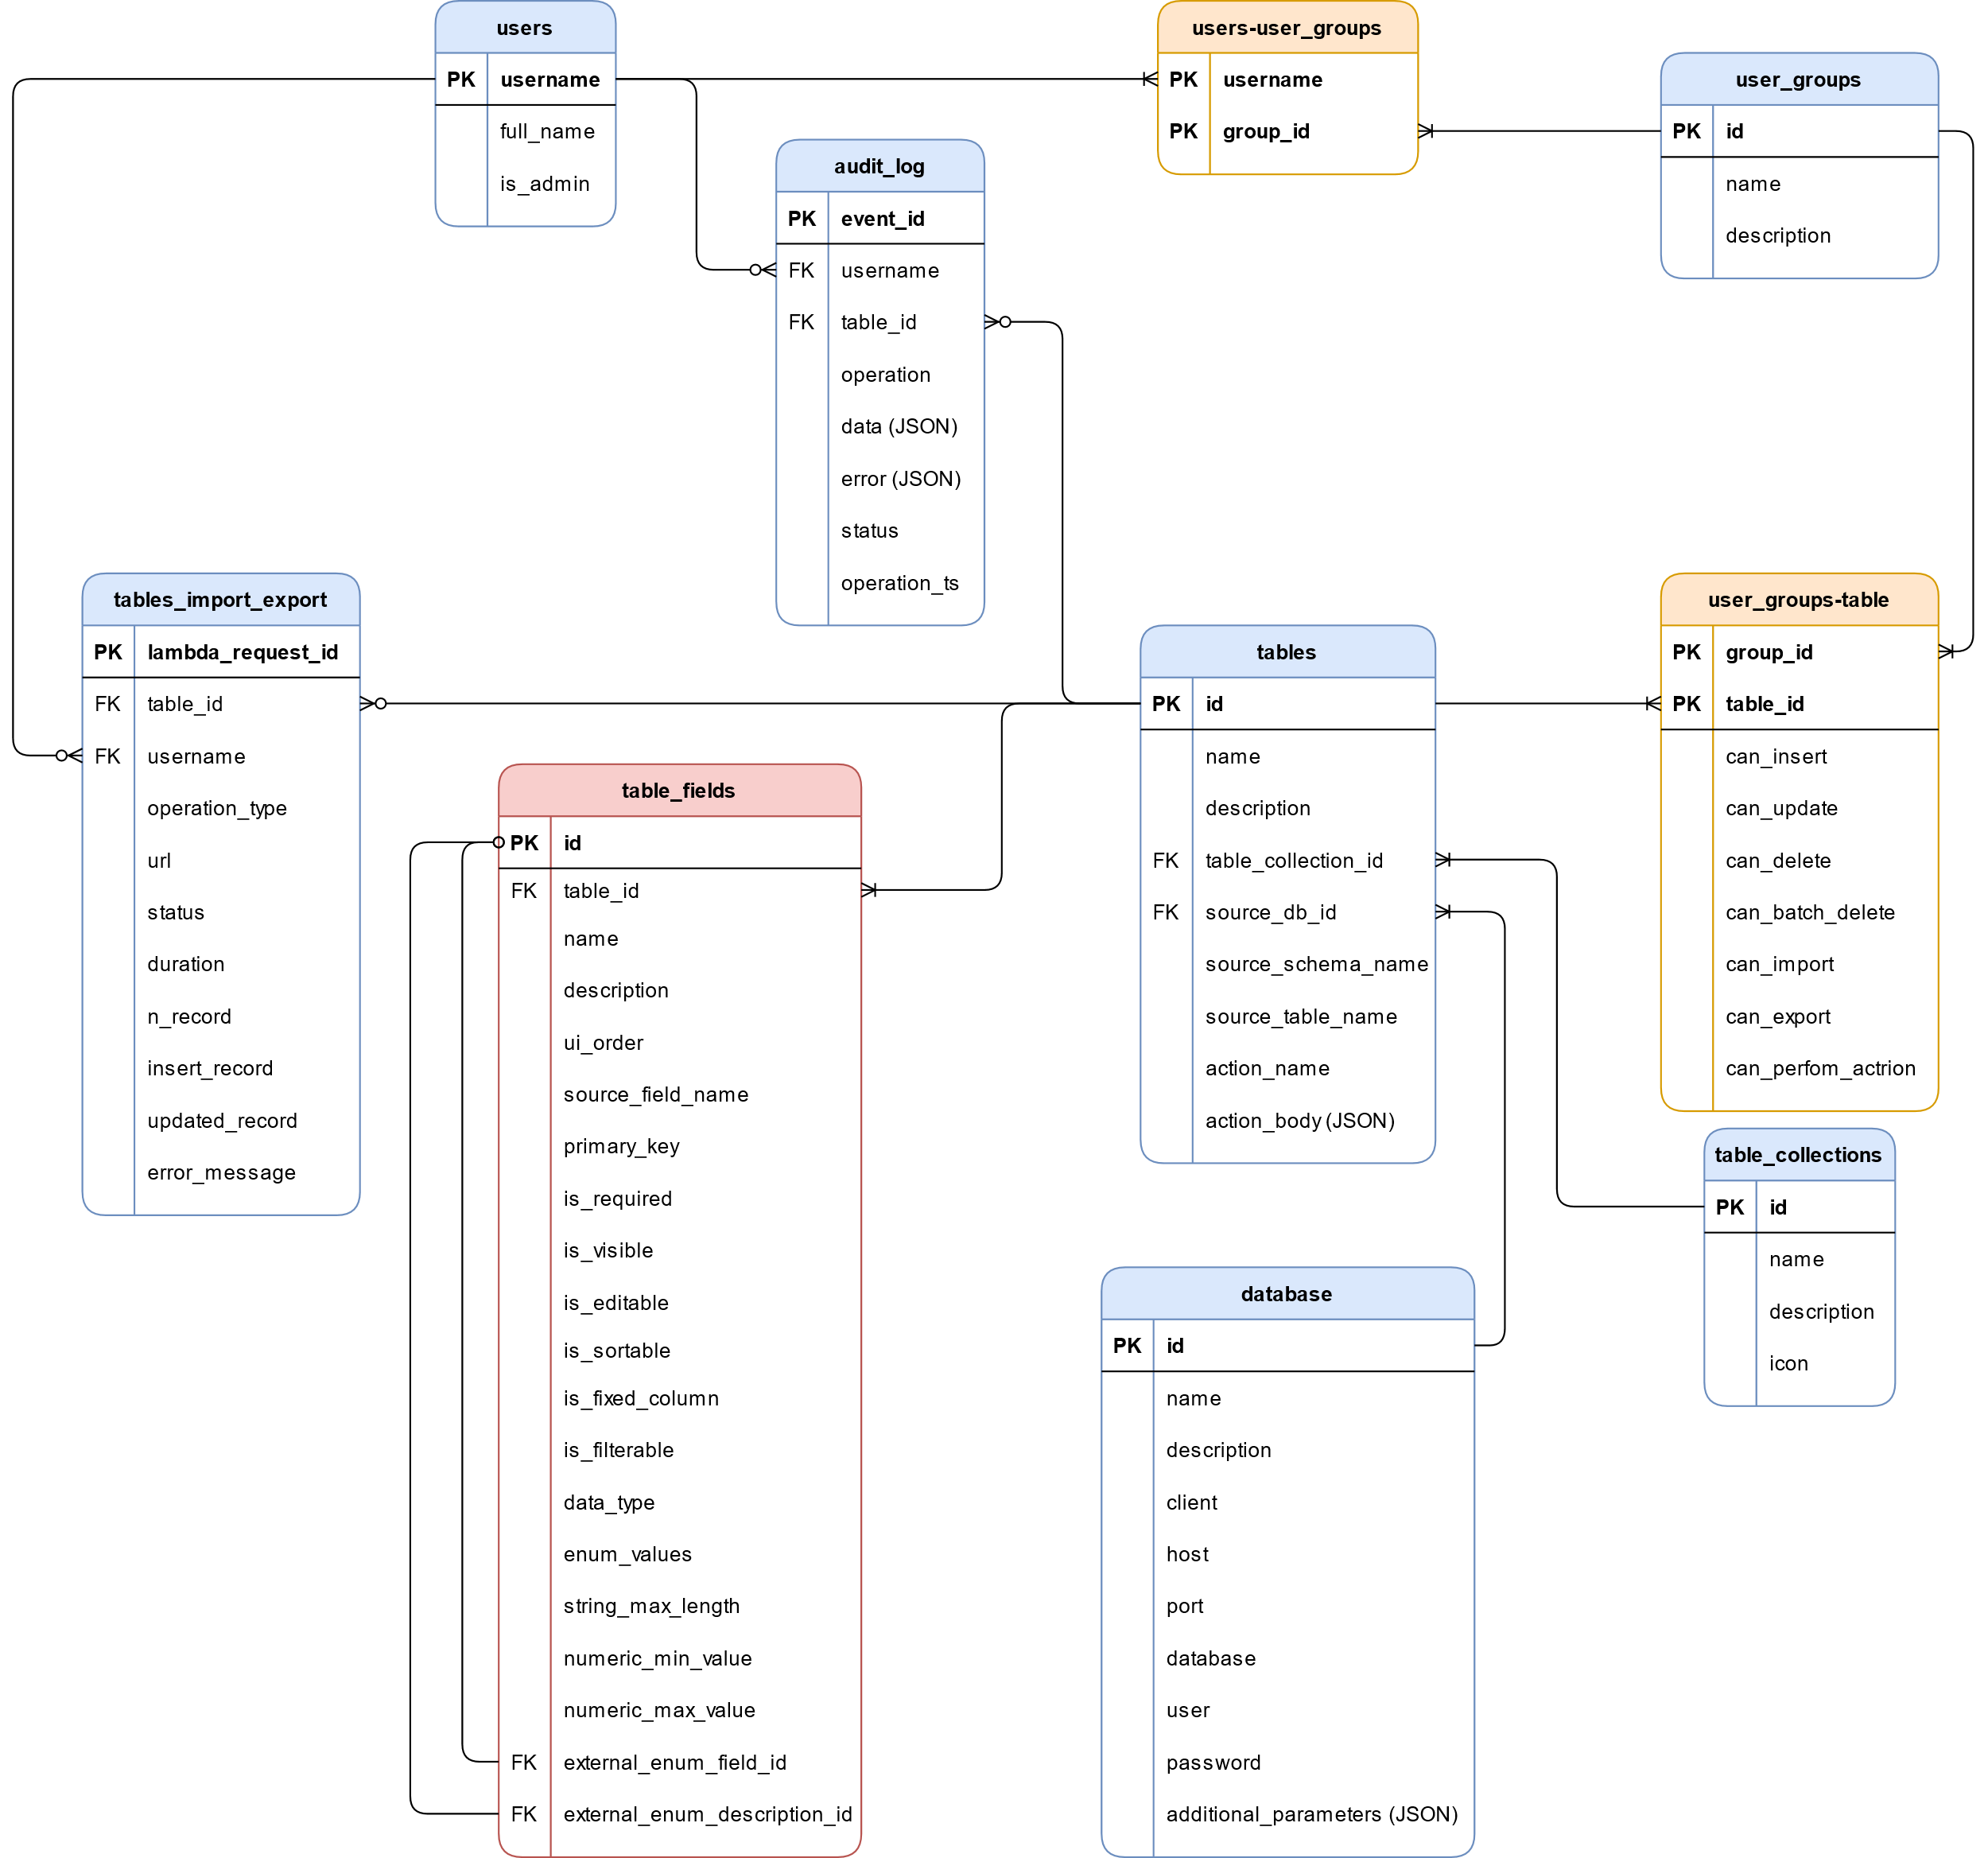 users
PK username
full_name
is_admin
users-user_groups
PK username
PK group_id
user_groups
PK id
name
description
audit_log
PK event_id
FK username
FK table_id
operation
data (JSON)
error (JSON)
status
operation_ts
tables_import_export
PK lambda_request_id
FK table_id
FK username
operation_type
url
status
duration
n_record
insert_record
updated_record
error_message
tables
PK id
name
description
FK table_collection_id
FK source_db_id
source_schema_name
source_table_name
action_name
action_body (JSON)
user_groups-table
PK group_id
PK table_id
can_insert
can_update
can_delete
can_batch_delete
can_import
can_export
can_perfom_actrion
table_fields
PK id
FK table_id
name
description
ui_order
source_field_name
primary_key
is_required
is_visible
is_editable
is_sortable
is_fixed_column
is_filterable
data_type
enum_values
string_max_length
numeric_min_value
numeric_max_value
FK external_enum_field_id
FK external_enum_description_id
table_collections
PK id
name
description
icon
database
PK id
name
description
client
host
port
database
user
password
additional_parameters (JSON)